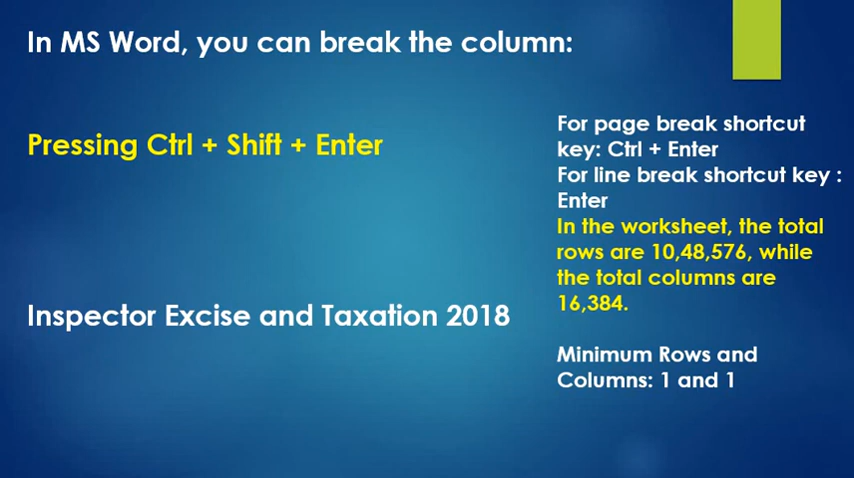 In MS Word, you can break the column:
Pressing Ctrl + Shift + Enter
Inspector Excise and Taxation 2018
For page break shortcut
key: Ctrl + Enter
For line break shortcut key :
Enter
In the worksheet, the total
rows are 10,48,576, while
the total columns are
16,384.
Minimum Rows and
Columns: 1 and 1